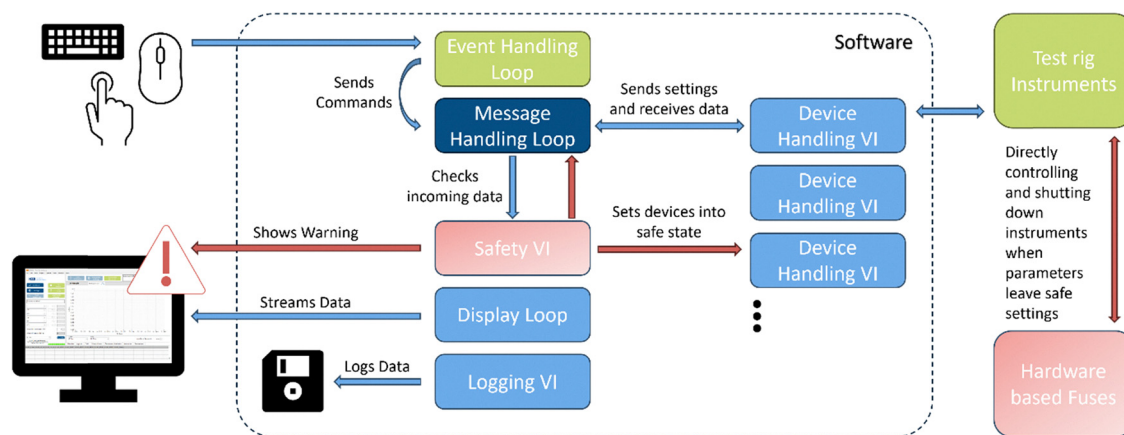 Software
Event Handling
Loop
Sends
Commands
Message
Handling Loop
Sends settings
and receives data
Device
Handling VI
Test rig
Instruments
Checks
incoming data
Device
Handling VI
Directly
controlling
and shutting
down
instruments
when
parameters
leave safe
settings
Shows Warning
Safety VI
Sets devices into
safe state
Device
Handling VI
Streams Data
Display Loop
Logs Data
Logging VI
Hardware
based Fuses